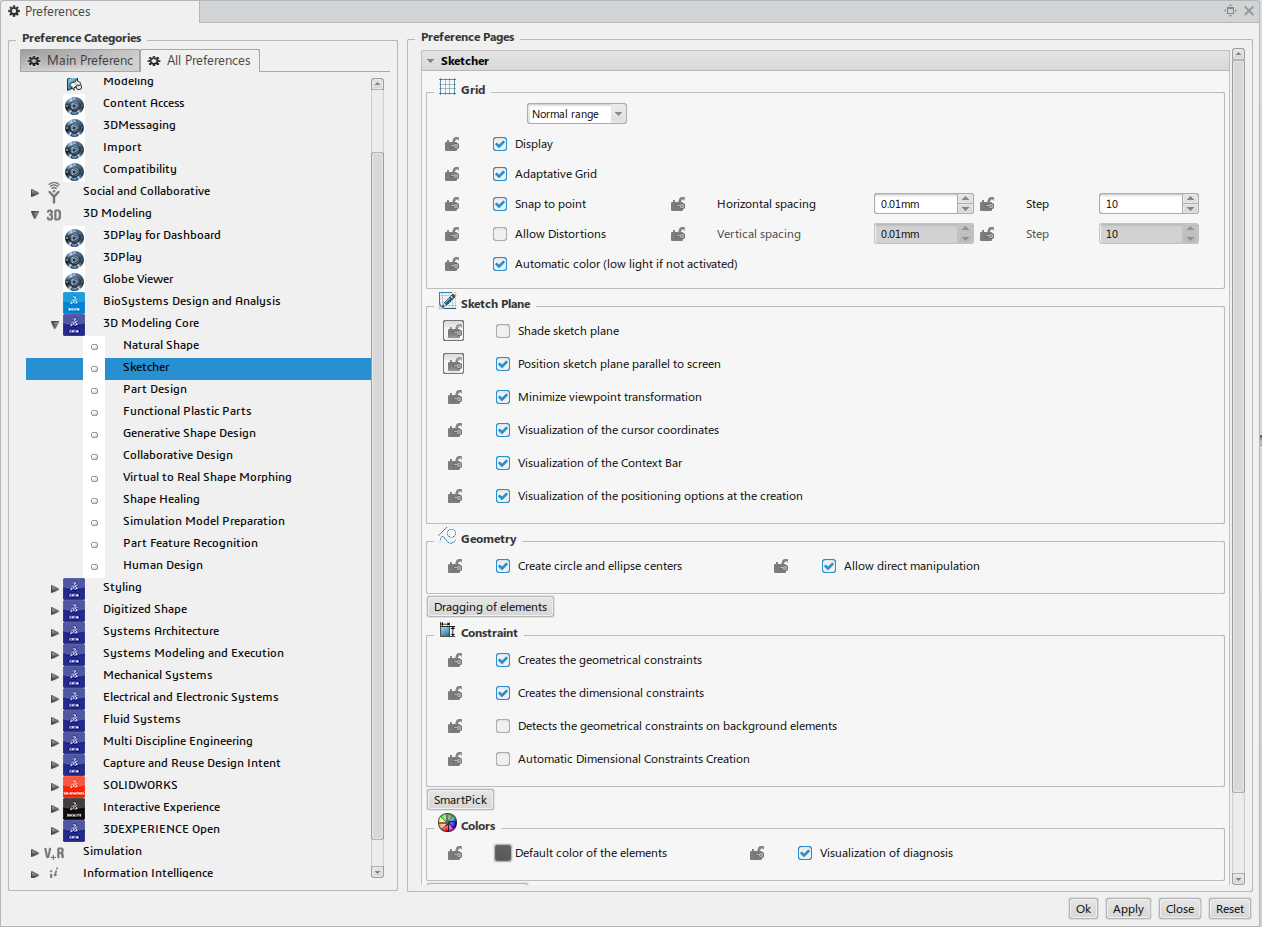 Preferences
Preference Categories
Main Preferenc
All Preferences
Modeling
Content Access
3DMessaging
Import
Compatibility
Social and Collaborative
3D
3D Modeling
3DPlay for Dashboard
3DPlay
Globe Viewer
BioSystems Design and Analysis
3D Modeling Core
Natural Shape
Sketcher
Part Design
Functional Plastic Parts
Generative Shape Design
Collaborative Design
Virtual to Real Shape Morphing
Shape Healing
Simulation Model Preparation
Part Feature Recognition
Human Design
Styling
Digitized Shape
Systems Architecture
Systems Modeling and Execution
Mechanical Systems
Electrical and Electronic Systems
Fluid Systems
Multi Discipline Engineering
Capture and Reuse Design Intent
SOLIDWORKS
Interactive Experience
3DEXPERIENCE Open
V+R
Simulation
Information Intelligence
Preference Pages
Sketcher
Grid
Normal range
Display
Adaptative Grid
Snap to point Horizontal spacing 0.01mm Step 10
Allow Distortions Vertical spacing 0.01mm Step 10
Automatic color (low light if not activated)
Sketch Plane
Shade sketch plane
Position sketch plane parallel to screen
Minimize viewpoint transformation
Visualization of the cursor coordinates
Visualization of the Context Bar
Visualization of the positioning options at the creation
Geometry
Create circle and ellipse centers Allow direct manipulation
Dragging of elements
Constraint
Creates the geometrical constraints
Creates the dimensional constraints
Detects the geometrical constraints on background elements
Automatic Dimensional Constraints Creation
SmartPick
Colors
Default color of the elements Visualization of diagnosis
Ok Apply Close Reset